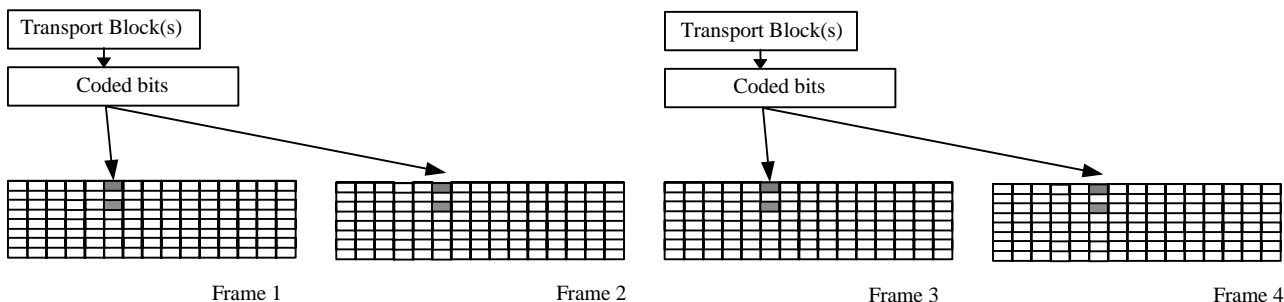 Transport Block(s)
Coded bits
Transport Block(s)
Coded bits
Frame 1
Frame 2
Frame 3
Frame 4